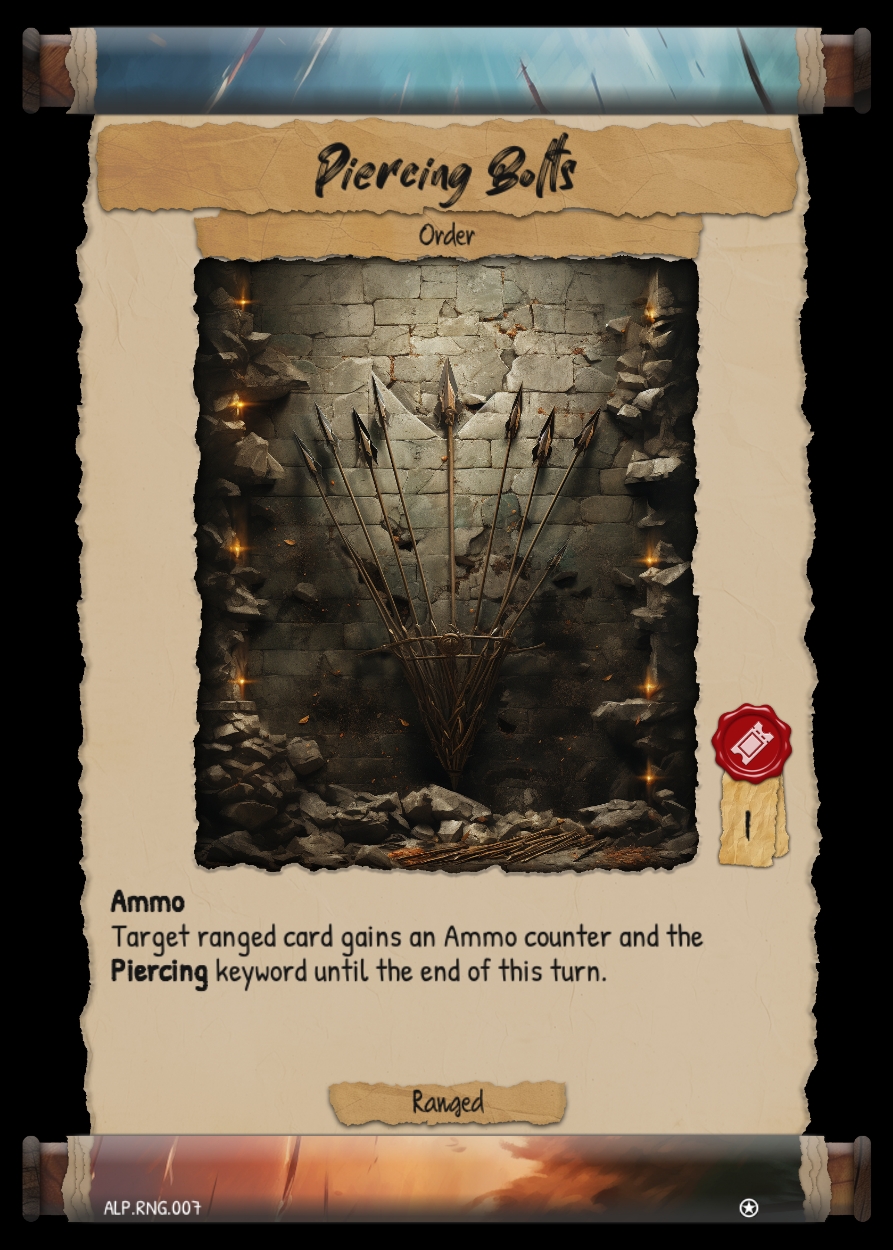 Piercing Bolts
Order
1
Ammo
Target ranged card gains an Ammo counter and the
Piercing keyword until the end of this turn.
Ranged
ALP.RNG.007